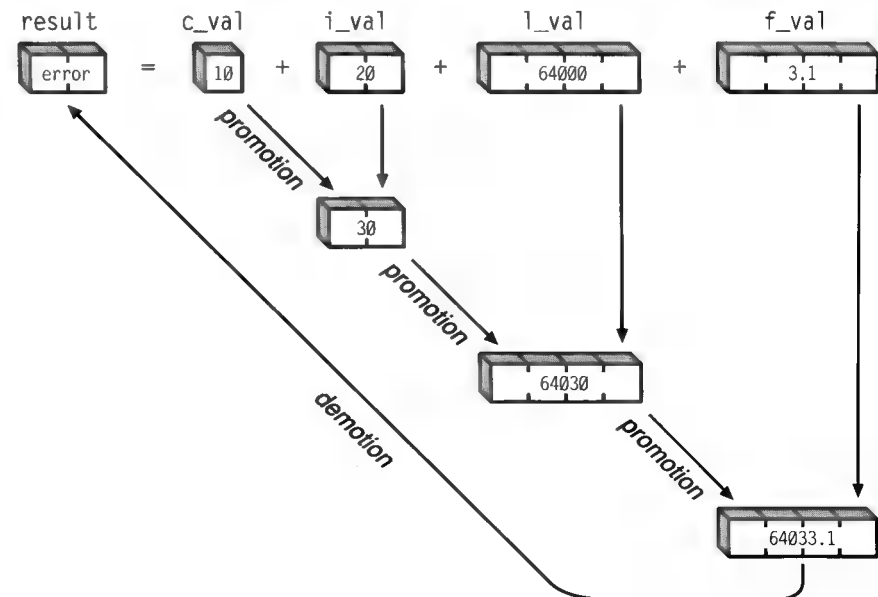 result c_val i_val l_val f_val
error = 10 + 20 + 64000 + 3.1
promotion
30
promotion
64030
demotion
promotion
64033.1